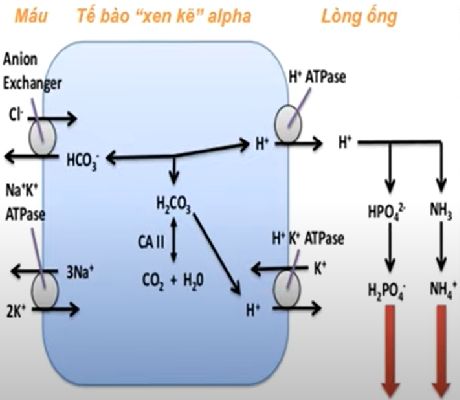 Máu Tế bào "xen kẽ" alpha Lòng ống
Anion
Exchanger
H⁺ ATPase
Cl⁻
HCO₃⁻
H⁺
H⁺
Na⁺K⁺
ATPase
H₂CO₃
HPO₄²⁻
NH₃
CA II
H⁺ K⁺ ATPase
3Na⁺
CO₂ + H₂0
K⁺
2K⁺
H⁺
H₂PO₄⁻
NH₄⁺